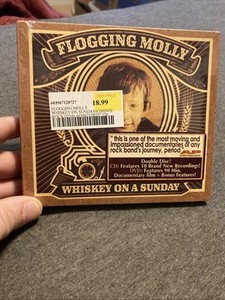 FLOGGING MOLLY
603967128727
18.99
FLOGGING MOLLY
WHISKEY ON SUNDAY
"this is one of the most moving and
impassioned documentaries of any
rock band's journey, period
Double Disc!
CD: Features 10 Brand New Recordings!
DVD: Features 90 Min.
Documentary film + Bonus Features!
WHISKEY ON A SUNDAY